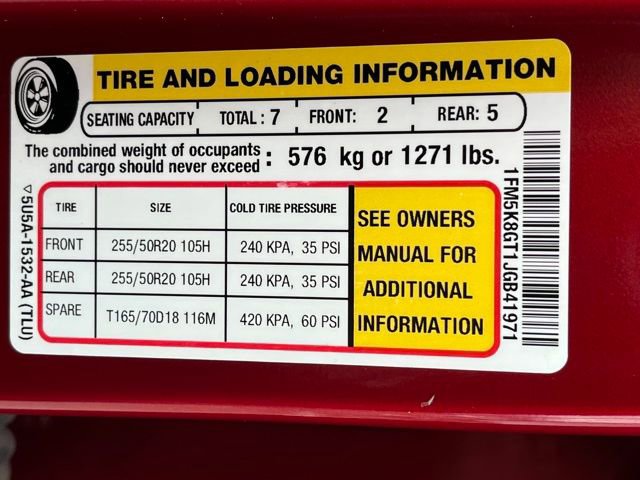 TIRE AND LOADING INFORMATION
SEATING CAPACITY TOTAL : 7 FRONT: 2 REAR: 5
The combined weight of occupants
and cargo should never exceed : 576 kg or 1271 lbs.
TIRE SIZE COLD TIRE PRESSURE
FRONT 255/50R20 105H 240 KPA, 35 PSI
REAR 255/50R20 105H 240 KPA, 35 PSI
SPARE T165/70D18 116M 420 KPA, 60 PSI
SEE OWNERS
MANUAL FOR
ADDITIONAL
INFORMATION
▽5U5A-1532-AA (TLU)
1FM5K8GT1JGB41971